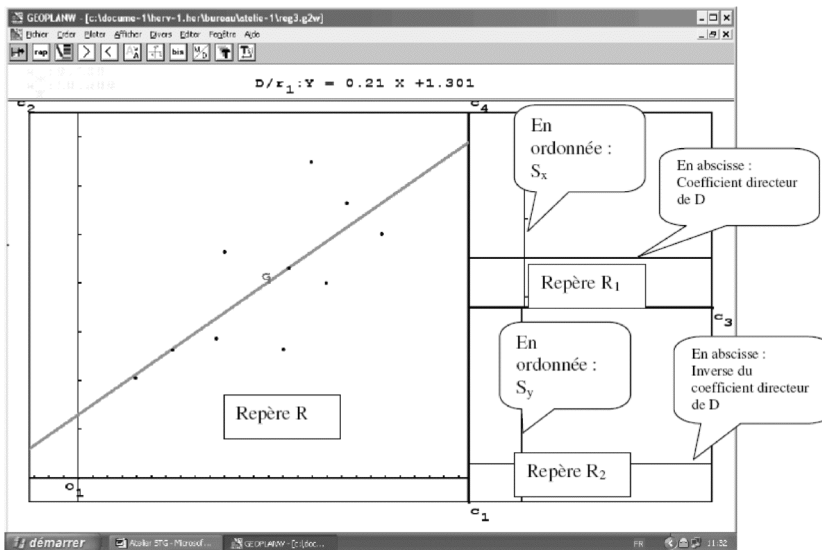 GEOPLANW - [c:\docume~1\herv~1.her\bureau\atelie~1\reg3.g2w]
Fichier Créer Piloter Afficher Divers Editer Fenêtre Aide
rap
bis
D/r1:Y = 0.21 X +1.301
c2
c4
En
ordonnée :
Sx
En abscisse :
Coefficient directeur
de D
G
Repère R1
c3
En
ordonnée :
Sy
En abscisse :
Inverse du
coefficient directeur
de D
Repère R
Repère R2
o1
c1
démarrer
Atelier STG - Microsof...
GEOPLANW - [c:\doc...
FR
11:32